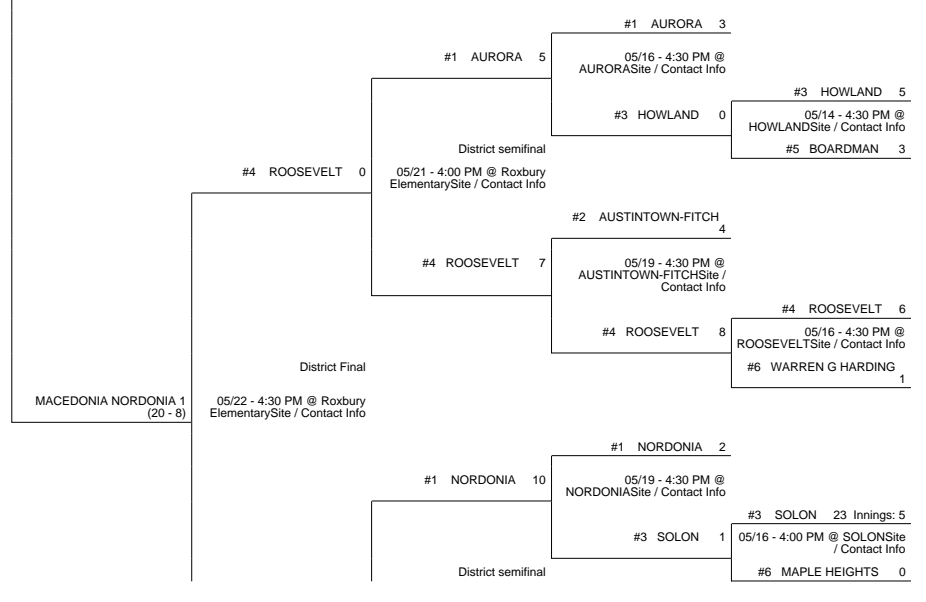 #1 AURORA 3
#1 AURORA 5
05/16 - 4:30 PM @
AURORASite / Contact Info
#3 HOWLAND 5
#3 HOWLAND 0
05/14 - 4:30 PM @
HOWLANDSite / Contact Info
District semifinal
#5 BOARDMAN 3
#4 ROOSEVELT 0
05/21 - 4:00 PM @ Roxbury
ElementarySite / Contact Info
#2 AUSTINTOWN-FITCH
4
#4 ROOSEVELT 7
05/19 - 4:30 PM @
AUSTINTOWN-FITCHSite /
Contact Info
#4 ROOSEVELT 6
#4 ROOSEVELT 8
05/16 - 4:30 PM @
ROOSEVELTSite / Contact Info
District Final
#6 WARREN G HARDING
1
MACEDONIA NORDONIA 1
(20 - 8)
05/22 - 4:30 PM @ Roxbury
ElementarySite / Contact Info
#1 NORDONIA 2
#1 NORDONIA 10
05/19 - 4:30 PM @
NORDONIASite / Contact Info
#3 SOLON 23 Innings: 5
#3 SOLON 1
05/16 - 4:00 PM @ SOLONSite
/ Contact Info
District semifinal
#6 MAPLE HEIGHTS 0